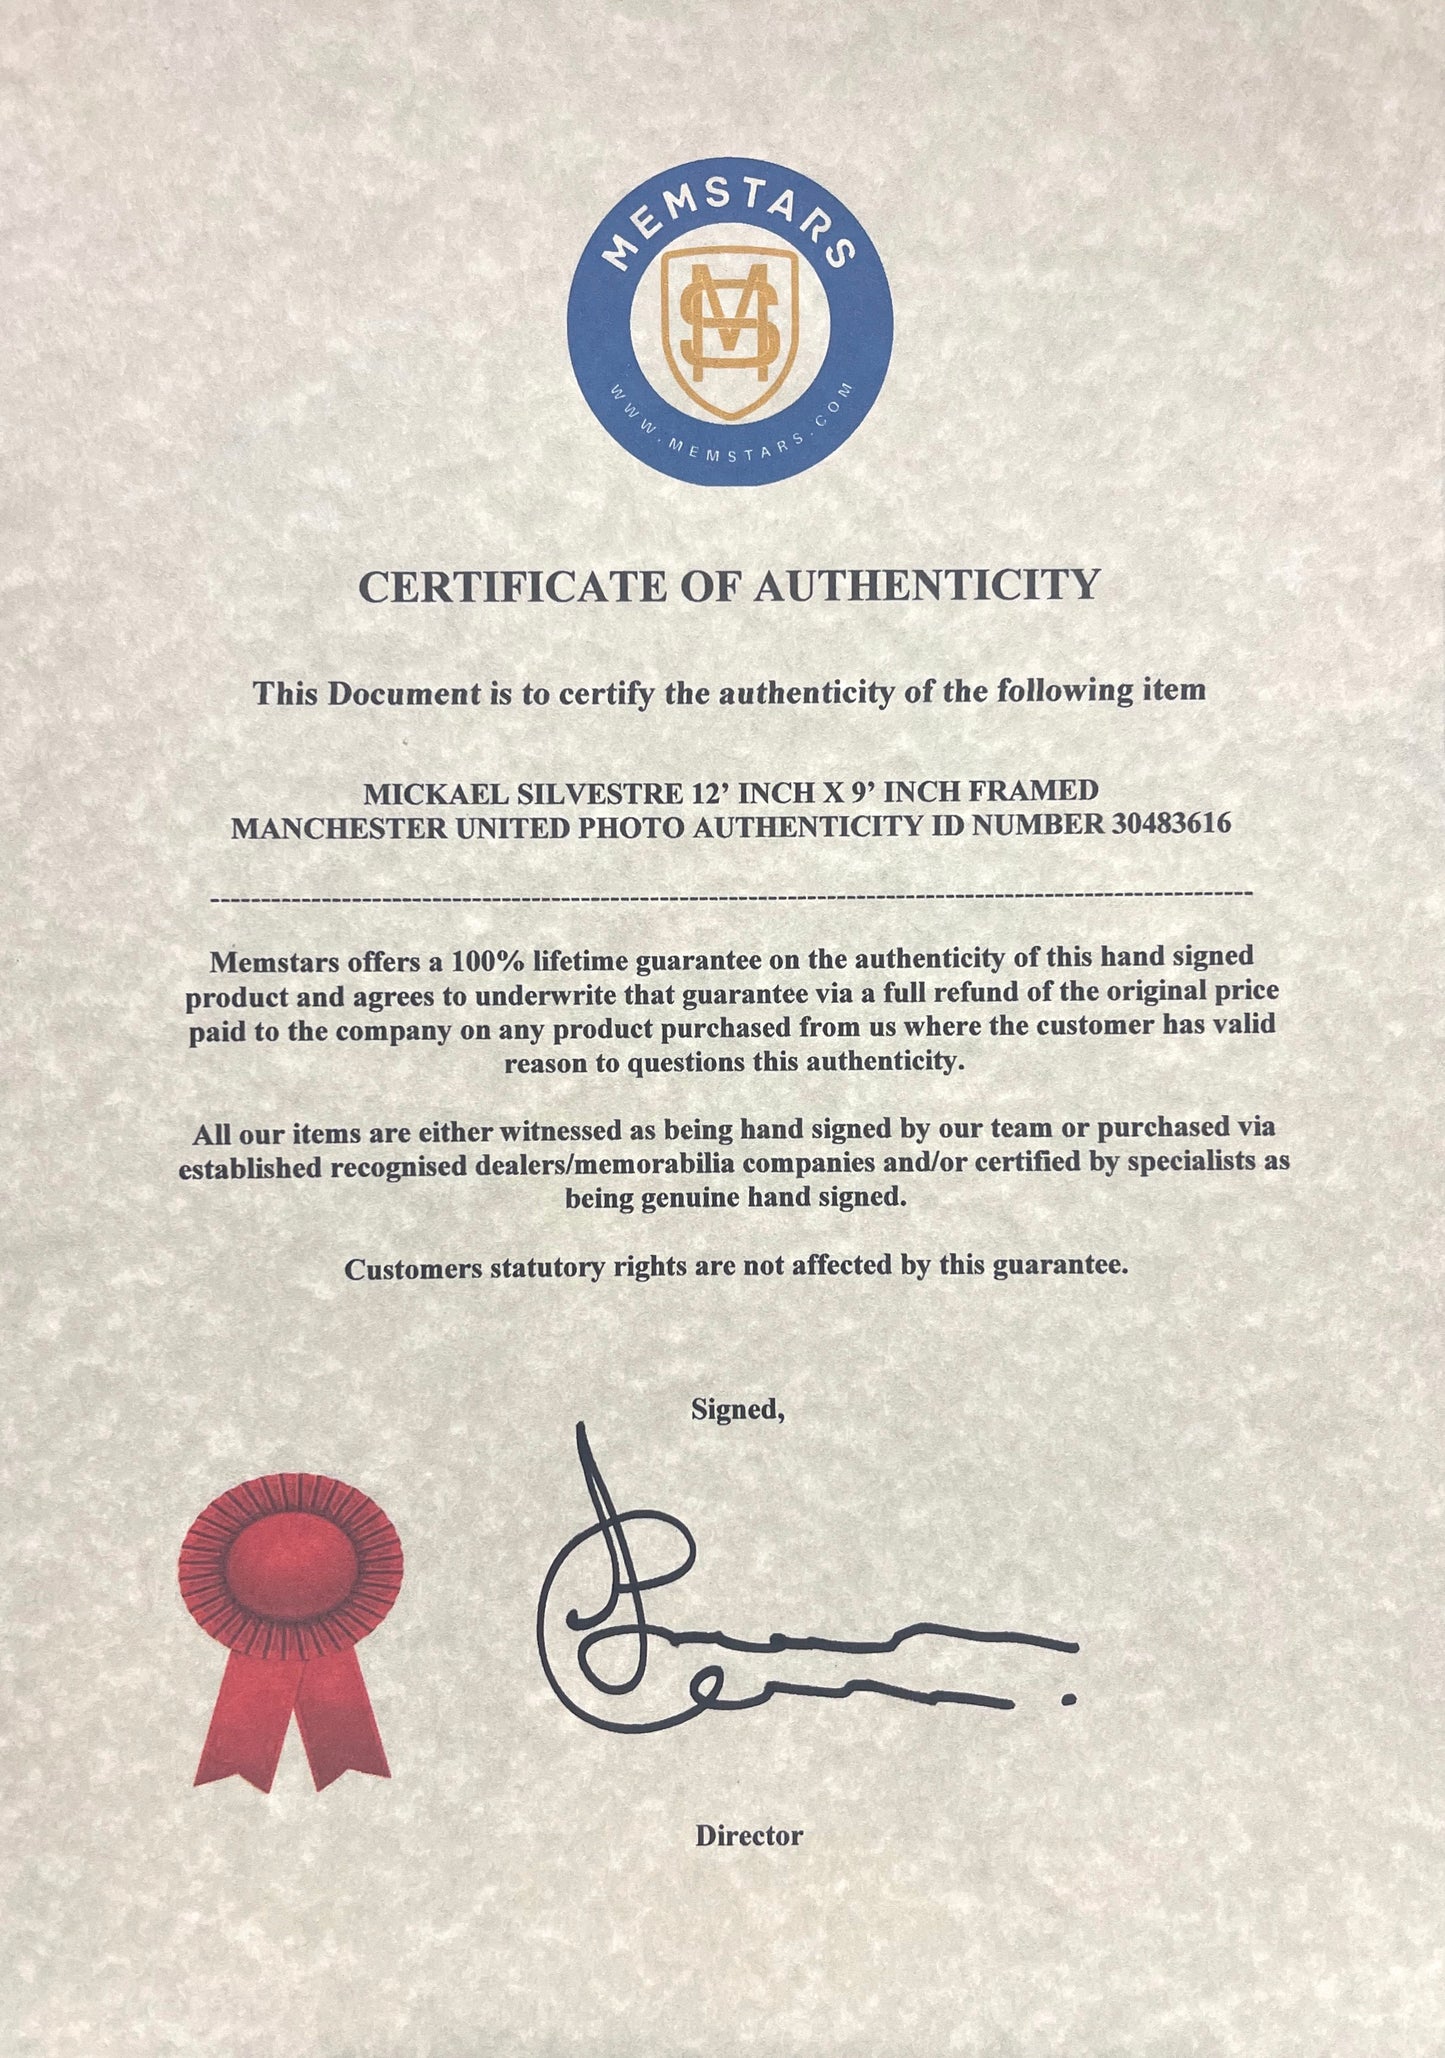 MEMSTARS
WWW.MEMSTARS.COM
CERTIFICATE OF AUTHENTICITY
This Document is to certify the authenticity of the following item
MICKAEL SILVESTRE 12' INCH X 9' INCH FRAMED
MANCHESTER UNITED PHOTO AUTHENTICITY ID NUMBER 30483616
Memstars offers a 100% lifetime guarantee on the authenticity of this hand signed
product and agrees to underwrite that guarantee via a full refund of the original price
paid to the company on any product purchased from us where the customer has valid
reason to questions this authenticity.
All our items are either witnessed as being hand signed by our team or purchased via
established recognised dealers/memorabilia companies and/or certified by specialists as
being genuine hand signed.
Customers statutory rights are not affected by this guarantee.
Signed,
Director